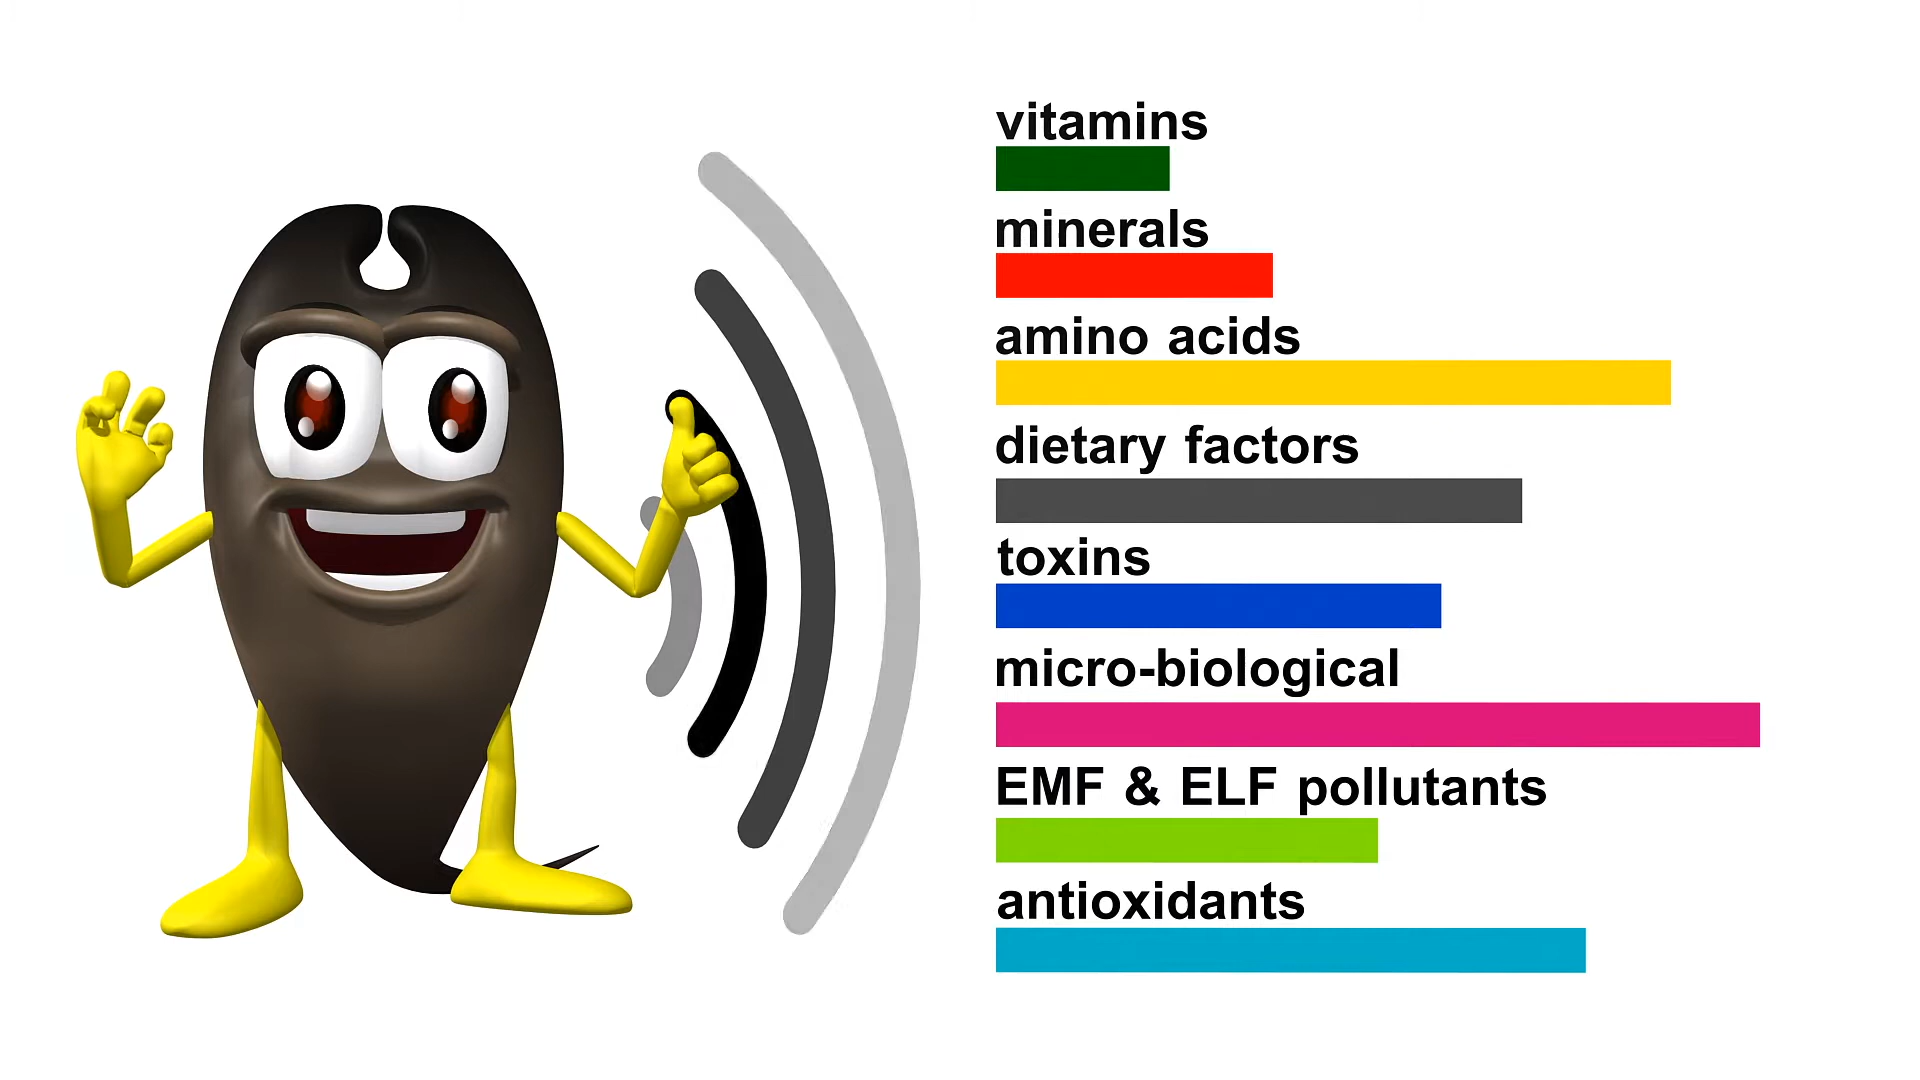 vitamins
minerals
amino acids
dietary factors
toxins
micro-biological
EMF & ELF pollutants
antioxidants